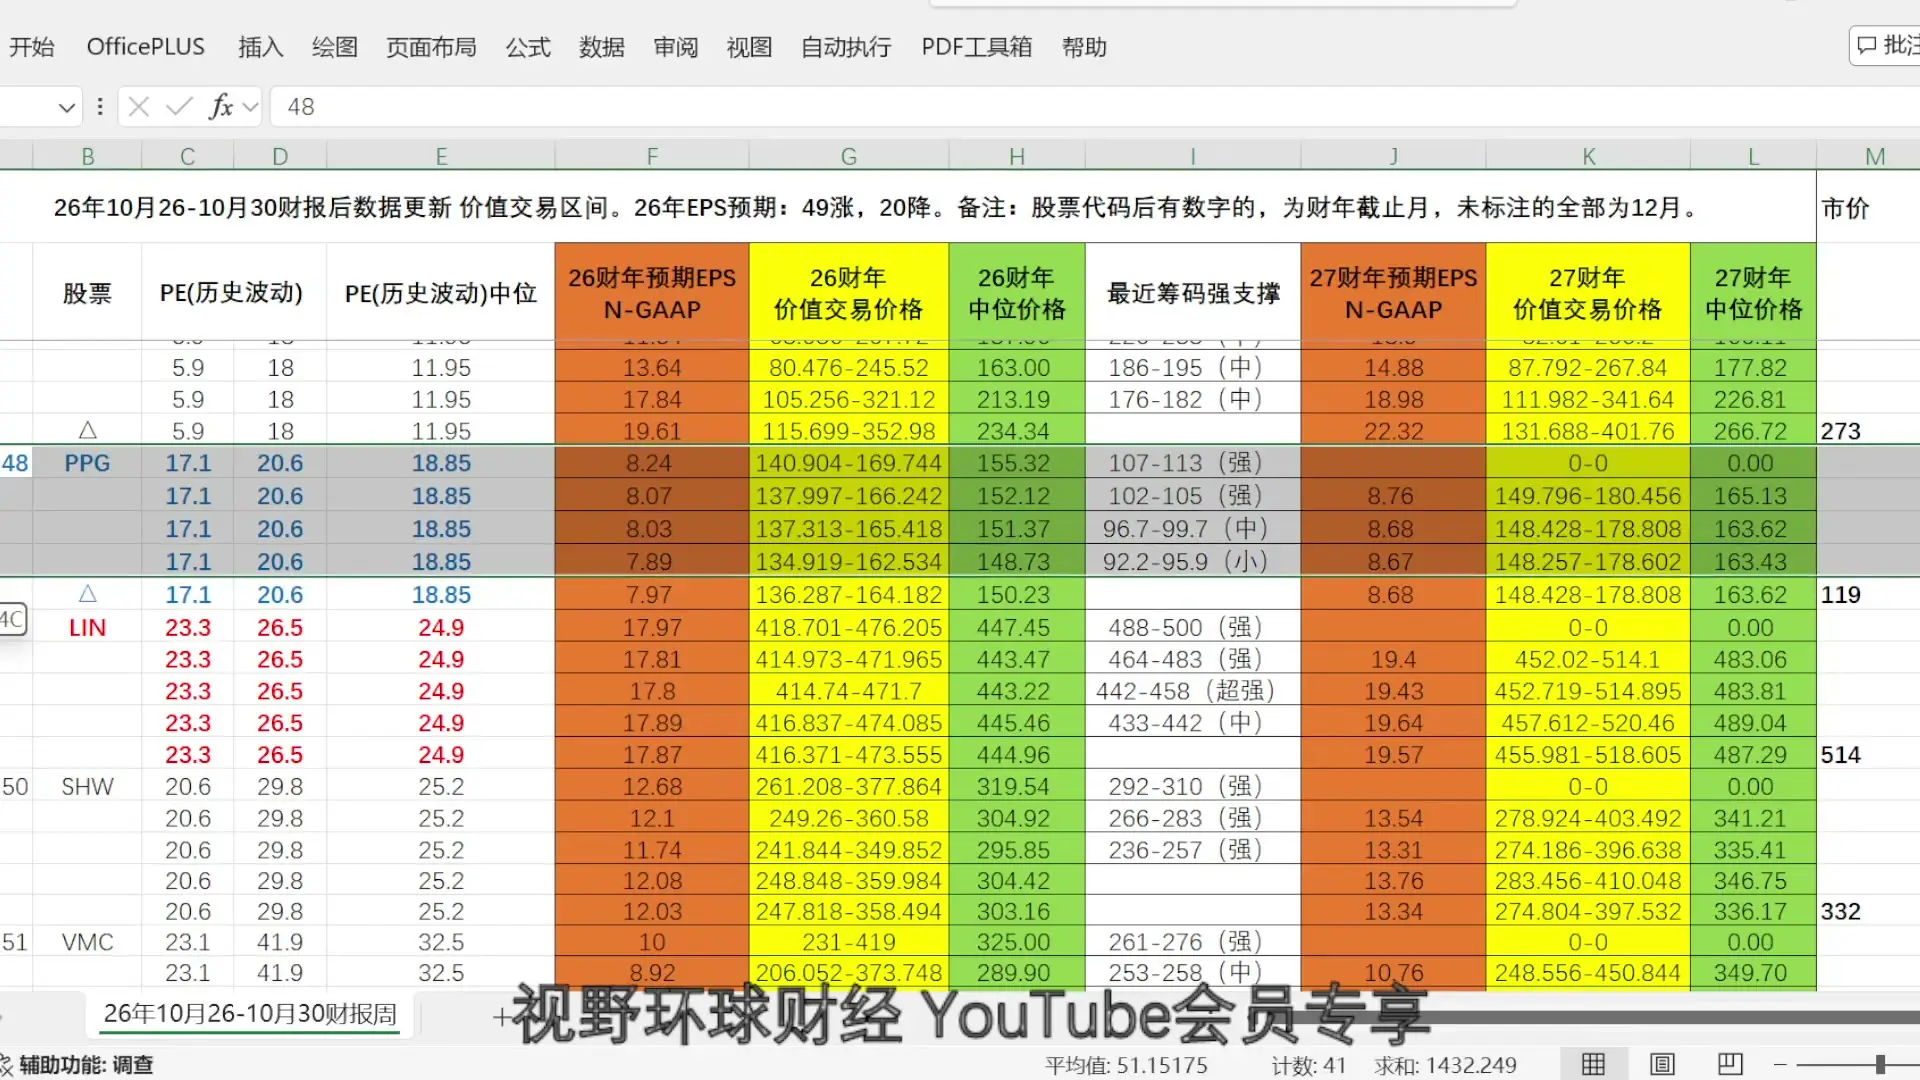 开始 OfficePLUS 插入 绘图 页面布局 公式 数据 审阅 视图 自动执行 PDF工具箱 帮助 批注
fx 48
B C D E F G H I J K L M
26年10月26-10月30财报后数据更新 价值交易区间。26年EPS预期：49涨，20降。备注：股票代码后有数字的，为财年截止月，未标注的全部为12月。 市价
股票 PE(历史波动) PE(历史波动)中位 26财年预期EPS N-GAAP 26财年 价值交易价格 26财年 中位价格 最近筹码强支撑 27财年预期EPS N-GAAP 27财年 价值交易价格 27财年 中位价格
5.9 18 11.95 13.64 80.476-245.52 163.00 186-195（中） 14.88 87.792-267.84 177.82
5.9 18 11.95 17.84 105.256-321.12 213.19 176-182（中） 18.98 111.982-341.64 226.81
△ 5.9 18 11.95 19.61 115.699-352.98 234.34 22.32 131.688-401.76 266.72 273
48 PPG 17.1 20.6 18.85 8.24 140.904-169.744 155.32 107-113（强） 0-0 0.00
17.1 20.6 18.85 8.07 137.997-166.242 152.12 102-105（强） 8.76 149.796-180.456 165.13
17.1 20.6 18.85 8.03 137.313-165.418 151.37 96.7-99.7（中） 8.68 148.428-178.808 163.62
17.1 20.6 18.85 7.89 134.919-162.534 148.73 92.2-95.9（小） 8.67 148.257-178.602 163.43
△ 17.1 20.6 18.85 7.97 136.287-164.182 150.23 8.68 148.428-178.808 163.62 119
4C LIN 23.3 26.5 24.9 17.97 418.701-476.205 447.45 488-500（强） 0-0 0.00
23.3 26.5 24.9 17.81 414.973-471.965 443.47 464-483（强） 19.4 452.02-514.1 483.06
23.3 26.5 24.9 17.8 414.74-471.7 443.22 442-458（超强） 19.43 452.719-514.895 483.81
23.3 26.5 24.9 17.89 416.837-474.085 445.46 433-442（中） 19.64 457.612-520.46 489.04
23.3 26.5 24.9 17.87 416.371-473.555 444.96 19.57 455.981-518.605 487.29 514
50 SHW 20.6 29.8 25.2 12.68 261.208-377.864 319.54 292-310（强） 0-0 0.00
20.6 29.8 25.2 12.1 249.26-360.58 304.92 266-283（强） 13.54 278.924-403.492 341.21
20.6 29.8 25.2 11.74 241.844-349.852 295.85 236-257（强） 13.31 274.186-396.638 335.41
20.6 29.8 25.2 12.08 248.848-359.984 304.42 13.76 283.456-410.048 346.75
20.6 29.8 25.2 12.03 247.818-358.494 303.16 13.34 274.804-397.532 336.17 332
51 VMC 23.1 41.9 32.5 10 231-419 325.00 261-276（强） 0-0 0.00
23.1 41.9 32.5 8.92 206.052-373.748 289.90 253-258（中） 10.76 248.556-450.844 349.70
26年10月26-10月30财报周 +
视野环球财经 YouTube会员专享
辅助功能: 调查 平均值: 51.15175 计数: 41 求和: 1432.249